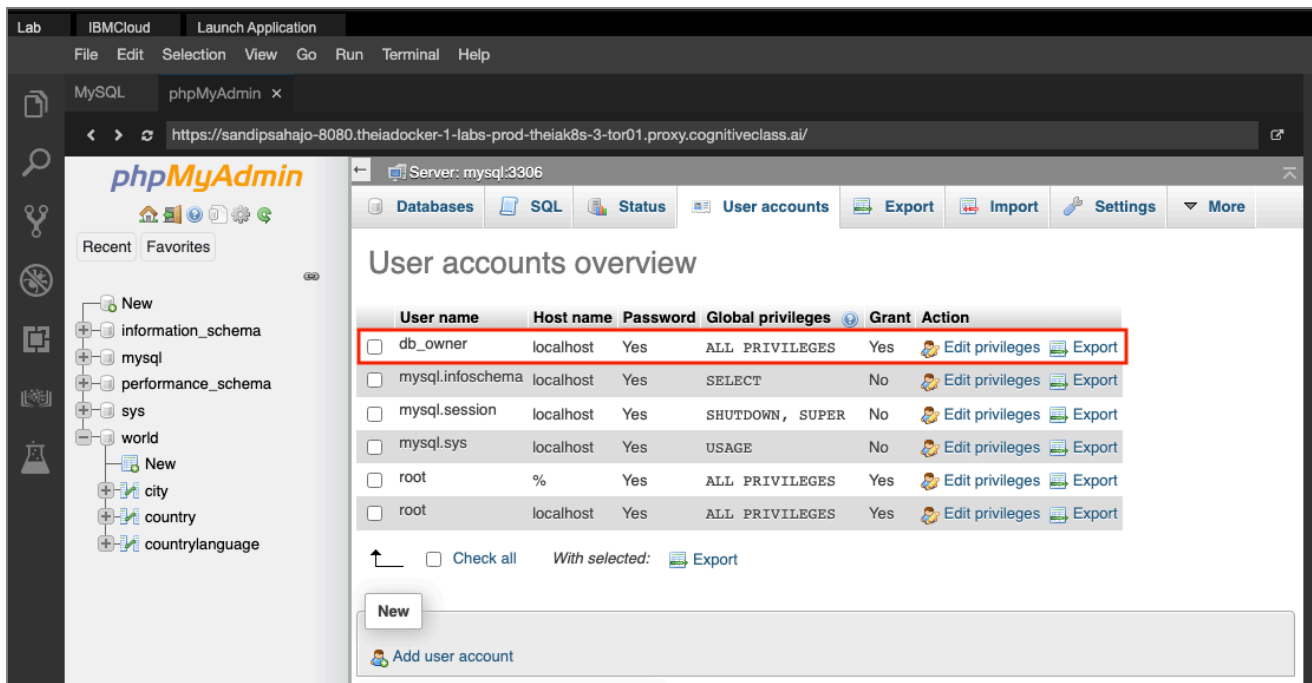 Lab IBMCloud Launch Application
File Edit Selection View Go Run Terminal Help
MySQL phpMyAdmin ×
https://sandipsahajo-8080.theiadocker-1-labs-prod-theiak8s-3-tor01.proxy.cognitiveclass.ai/
phpMyAdmin
Recent Favorites
New
information_schema
mysql
performance_schema
sys
world
New
city
country
countrylanguage
Server: mysql:3306
Databases SQL Status User accounts Export Import Settings More
User accounts overview
User name Host name Password Global privileges Grant Action
db_owner localhost Yes ALL PRIVILEGES Yes Edit privileges Export
mysql.infoschema localhost Yes SELECT No Edit privileges Export
mysql.session localhost Yes SHUTDOWN, SUPER No Edit privileges Export
mysql.sys localhost Yes USAGE No Edit privileges Export
root % Yes ALL PRIVILEGES Yes Edit privileges Export
root localhost Yes ALL PRIVILEGES Yes Edit privileges Export
Check all With selected: Export
New
Add user account